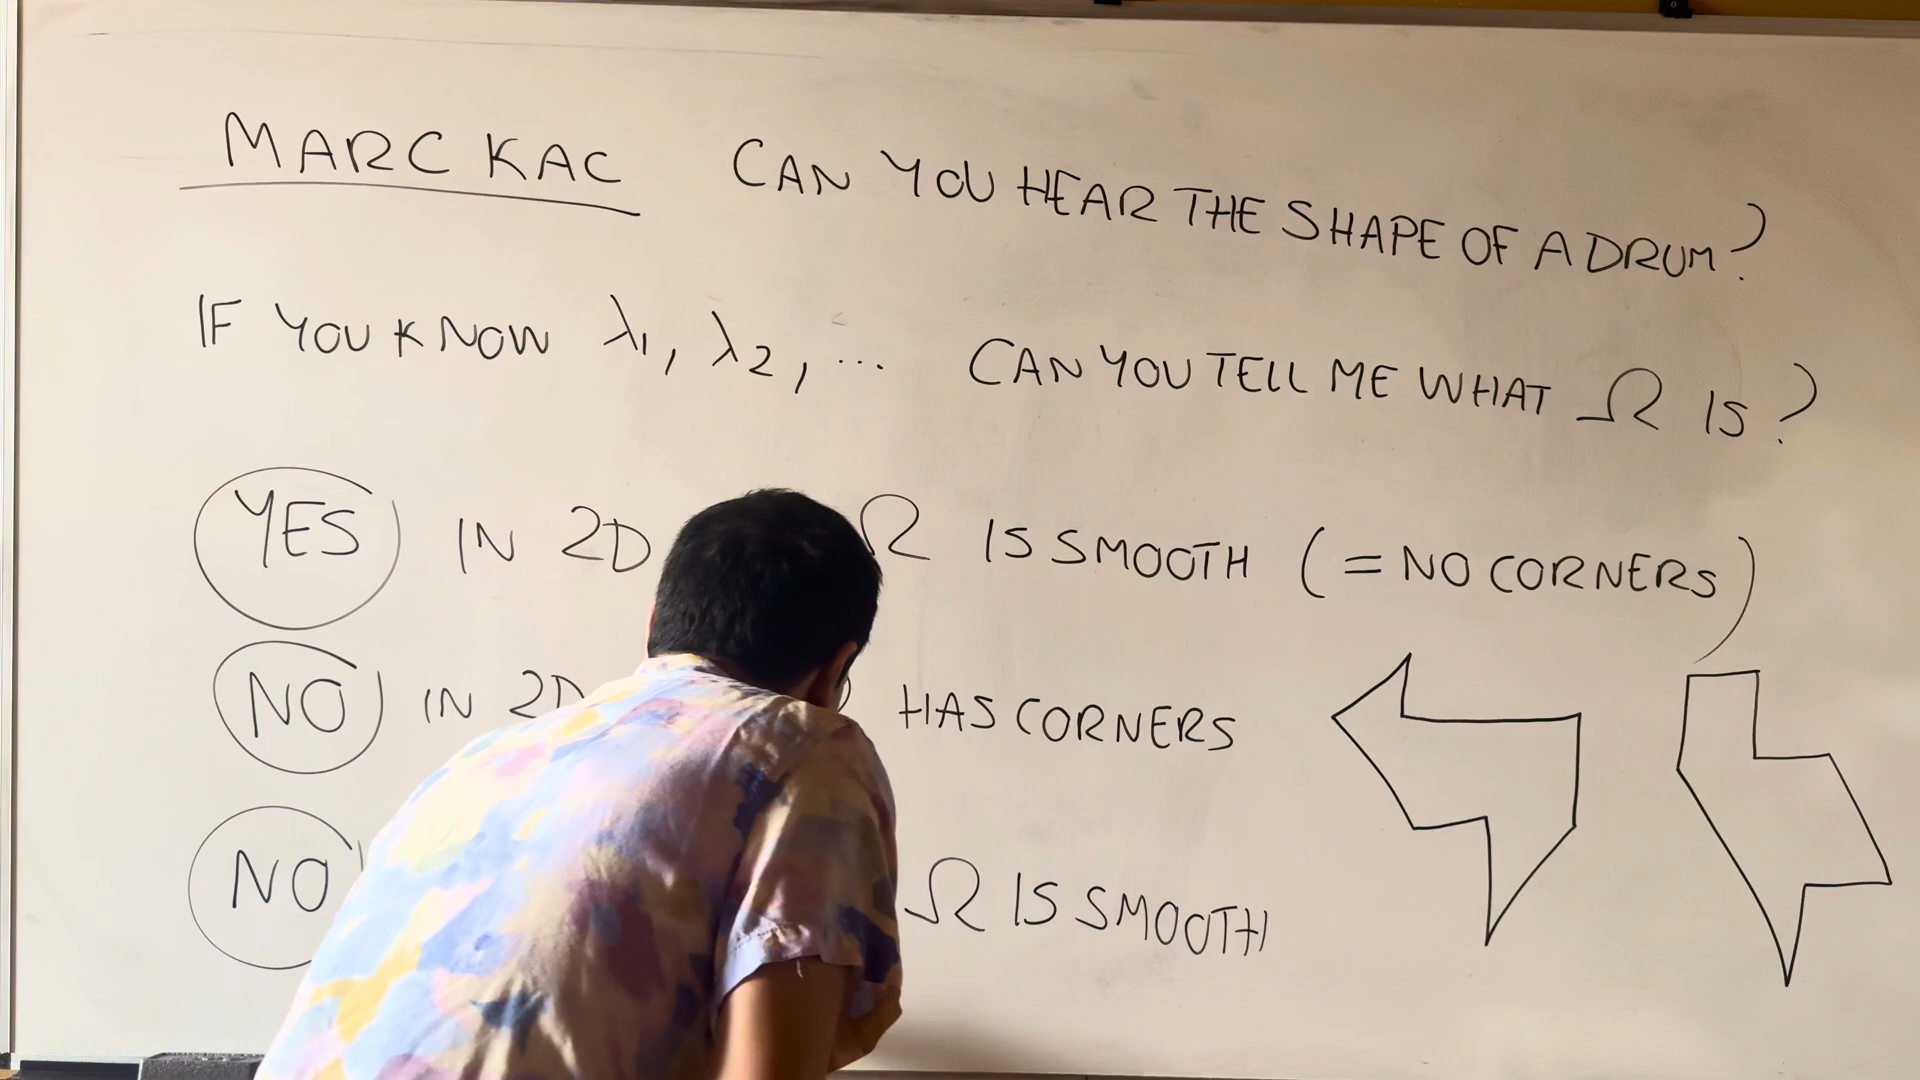 MARC KAC CAN YOU HEAR THE SHAPE OF A DRUM?
IF YOU KNOW λ1, λ2, ... CAN YOU TELL ME WHAT Ω IS?
YES IN 2D Ω IS SMOOTH (= NO CORNERS)
NO IN 2D HAS CORNERS
NO Ω IS SMOOTH